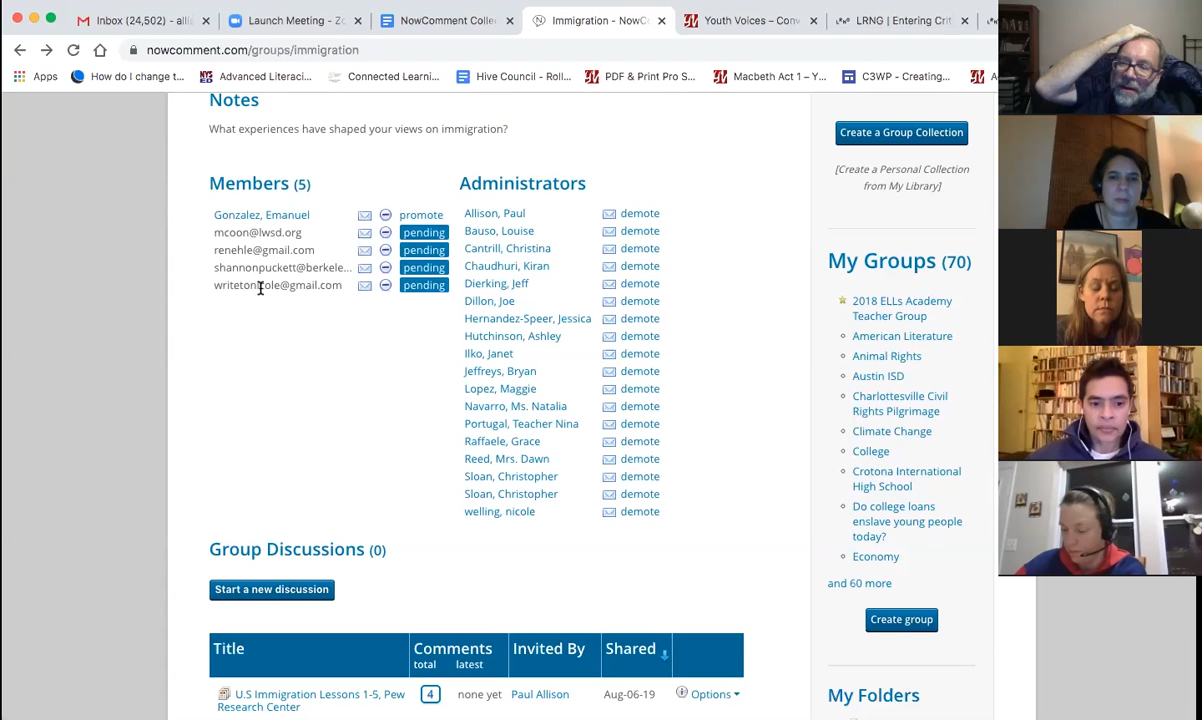 Inbox (24,502) - alli
Launch Meeting - Zo
NowComment Colle
Immigration - NowC
Youth Voices – Conv
LRNG | Entering Crit
nowcomment.com/groups/immigration
Apps
How do I change t...
Advanced Literaci...
Connected Learni...
Hive Council - Roll...
PDF & Print Pro S...
Macbeth Act 1 – Y...
C3WP - Creating...
Notes
What experiences have shaped your views on immigration?
Members (5)
Gonzalez, Emanuel promote
mcoon@lwsd.org pending
renehle@gmail.com pending
shannonpuckett@berkele... pending
pending
Administrators
Allison, Paul demote
Bauso, Louise demote
Cantrill, Christina demote
Chaudhuri, Kiran demote
Dierking, Jeff demote
Dillon, Joe demote
Hernandez-Speer, Jessica demote
Hutchinson, Ashley demote
Ilko, Janet demote
Jeffreys, Bryan demote
Lopez, Maggie demote
Navarro, Ms. Natalia demote
Portugal, Teacher Nina demote
Raffaele, Grace demote
Reed, Mrs. Dawn demote
Sloan, Christopher demote
Sloan, Christopher demote
welling, nicole demote
Group Discussions (0)
Start a new discussion
Title Comments Invited By Shared
total latest
U.S Immigration Lessons 1-5, Pew 4 none yet Paul Allison Aug-06-19 Options
Research Center
Create a Group Collection
[Create a Personal Collection
from My Library]
My Groups (70)
2018 ELLs Academy
Teacher Group
American Literature
Animal Rights
Austin ISD
Charlottesville Civil
Rights Pilgrimage
Climate Change
College
Crotona International
High School
Do college loans
enslave young people
today?
Economy
and 60 more
Create group
My Folders